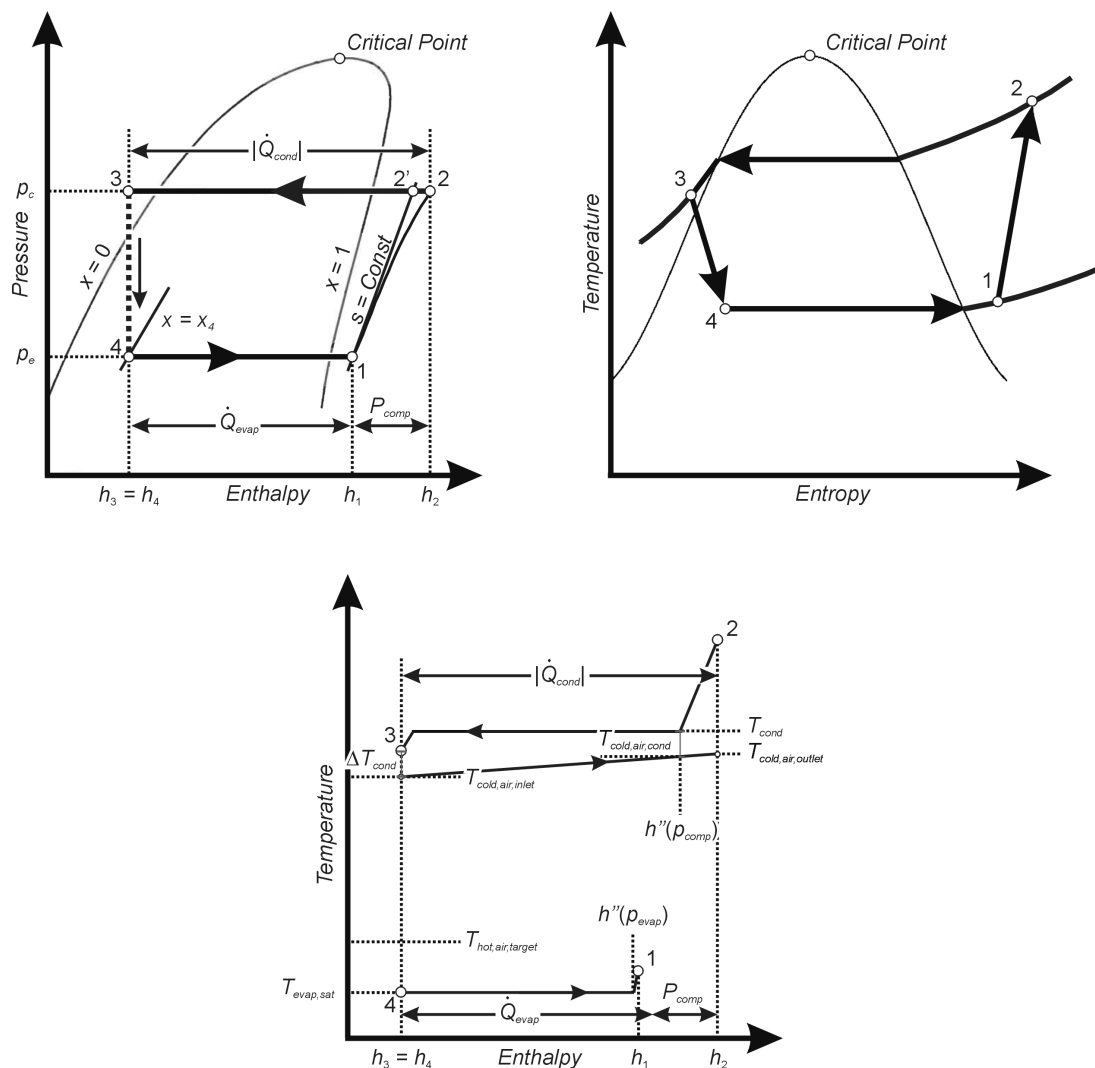 Critical Point
|Q̇cond|
3
2'
2
pc
Pressure
x = 0
s = Const
x = 1
x = x4
4
1
pe
Q̇evap
Pcomp
h3 = h4
Enthalpy
h1
h2
Critical Point
2
3
Temperature
4
1
Entropy
2
|Q̇cond|
3
Tcond
Tcold,air,cond
Tcold,air,outlet
ΔTcond
Tcold,air,inlet
h''(pcomp)
Temperature
h''(pevap)
Thot,air,target
1
Tevap,sat
4
Q̇evap
Pcomp
h3 = h4
Enthalpy
h1
h2